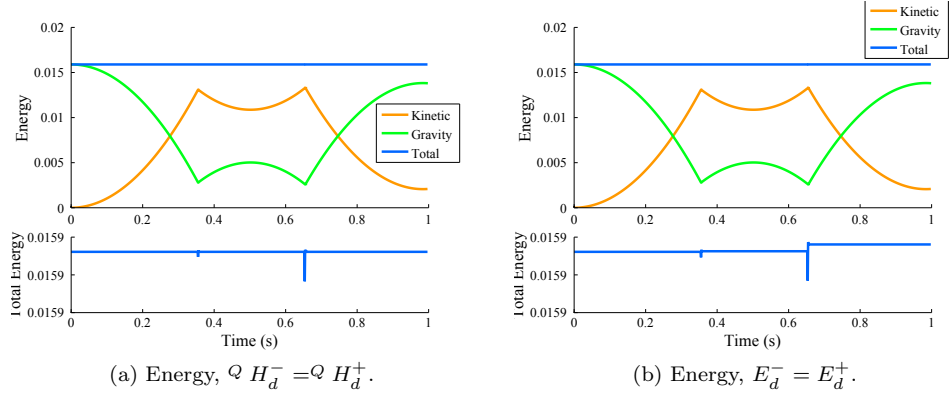 0.02
0.015
0.01
0.005
0
Energy
0 0.2 0.4 0.6 0.8 1
Kinetic
Gravity
Total
0.0159
0.0159
0.0159
Total Energy
0 0.2 0.4 0.6 0.8 1
Time (s)
(a) Energy, ^Q H_d^- =^Q H_d^+.
0.02
0.015
0.01
0.005
0
Energy
0 0.2 0.4 0.6 0.8 1
Kinetic
Gravity
Total
0.0159
0.0159
0.0159
Total Energy
0 0.2 0.4 0.6 0.8 1
Time (s)
(b) Energy, E_d^- = E_d^+.